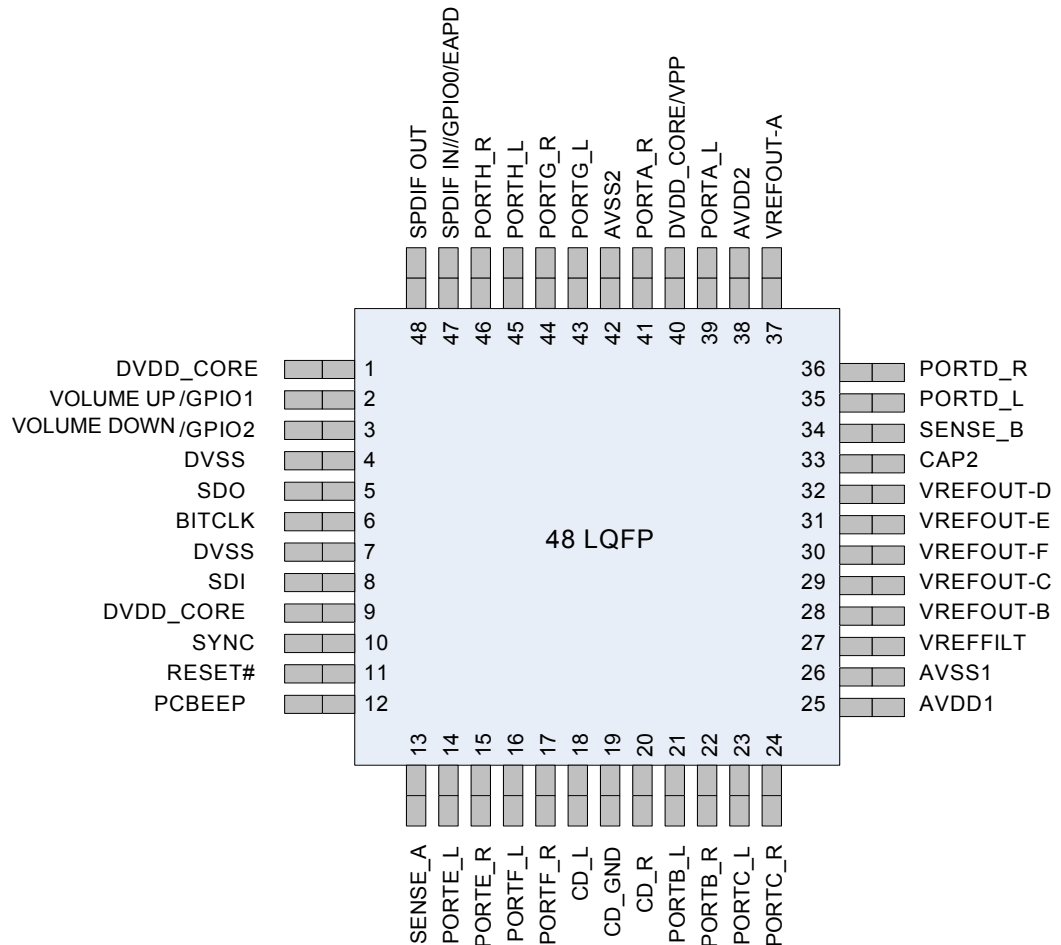 SPDIF OUT
SPDIF IN//GPIO0/EAPD
PORTH_R
PORTH_L
PORTG_R
PORTG_L
AVSS2
PORTA_R
DVDD_CORE/VPP
PORTA_L
AVDD2
VREFOUT-A
48
47
46
45
44
43
42
41
40
39
38
37
DVDD_CORE 1
VOLUME UP/GPIO1 2
VOLUME DOWN/GPIO2 3
DVSS 4
SDO 5
BITCLK 6
DVSS 7
SDI 8
DVDD_CORE 9
SYNC 10
RESET# 11
PCBEEP 12
48 LQFP
36 PORTD_R
35 PORTD_L
34 SENSE_B
33 CAP2
32 VREFOUT-D
31 VREFOUT-E
30 VREFOUT-F
29 VREFOUT-C
28 VREFOUT-B
27 VREFFILT
26 AVSS1
25 AVDD1
13
14
15
16
17
18
19
20
21
22
23
24
SENSE_A
PORTE_L
PORTE_R
PORTF_L
PORTF_R
CD_L
CD_GND
CD_R
PORTB_L
PORTB_R
PORTC_L
PORTC_R